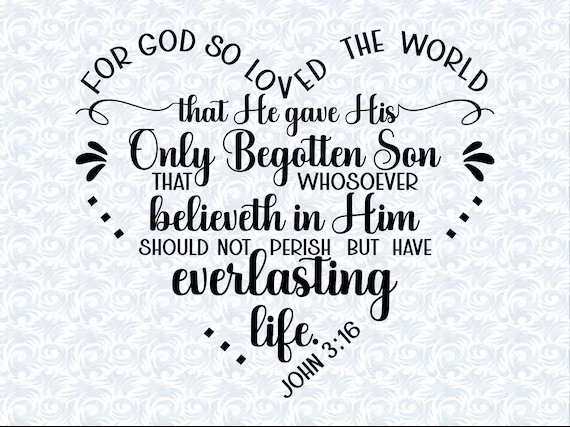 FOR GOD SO LOVED THE WORLD
that He gave His
Only Begotten Son
THAT WHOSOEVER
believeth in Him
SHOULD NOT PERISH BUT HAVE
everlasting
life.
JOHN 3:16